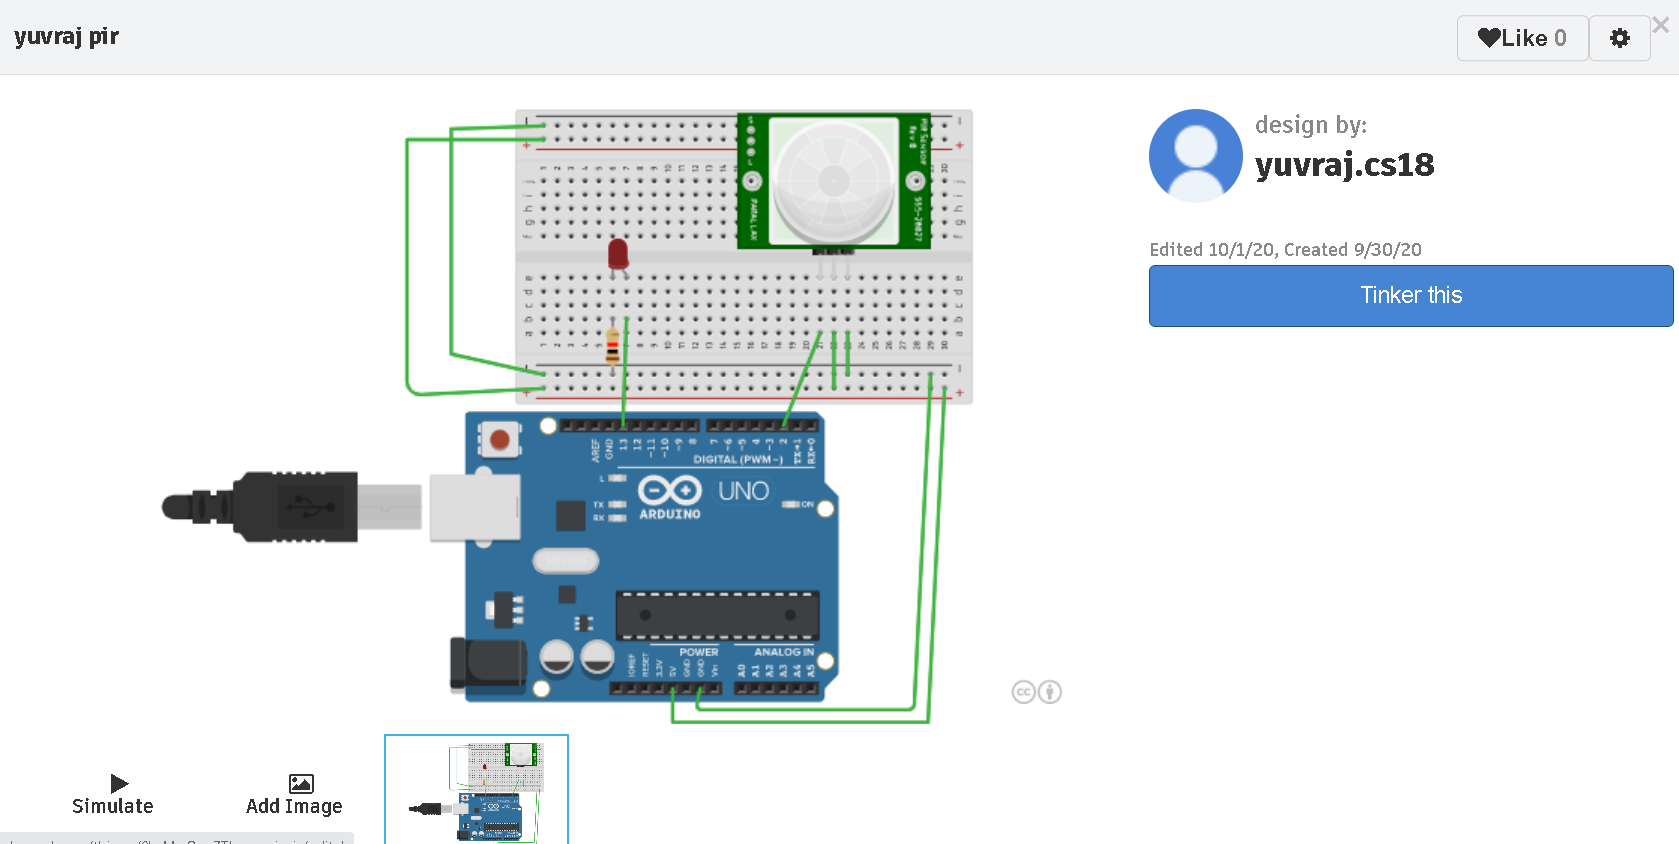 yuvraj pir
Like 0
design by:
yuvraj.cs18
Edited 10/1/20, Created 9/30/20
Tinker this
PIR SENSOR
Rev B
555-28027
PARALLAX
AREF
GND
13
12
~11
~10
~9
8
7
~6
~5
4
~3
2
TX→1
RX←0
DIGITAL (PWM~)
L
TX
RX
UNO
ARDUINO
ON
POWER
ANALOG IN
IOREF
RESET
3.3V
5V
GND
GND
Vin
A0
A1
A2
A3
A4
A5
cc
Simulate
Add Image